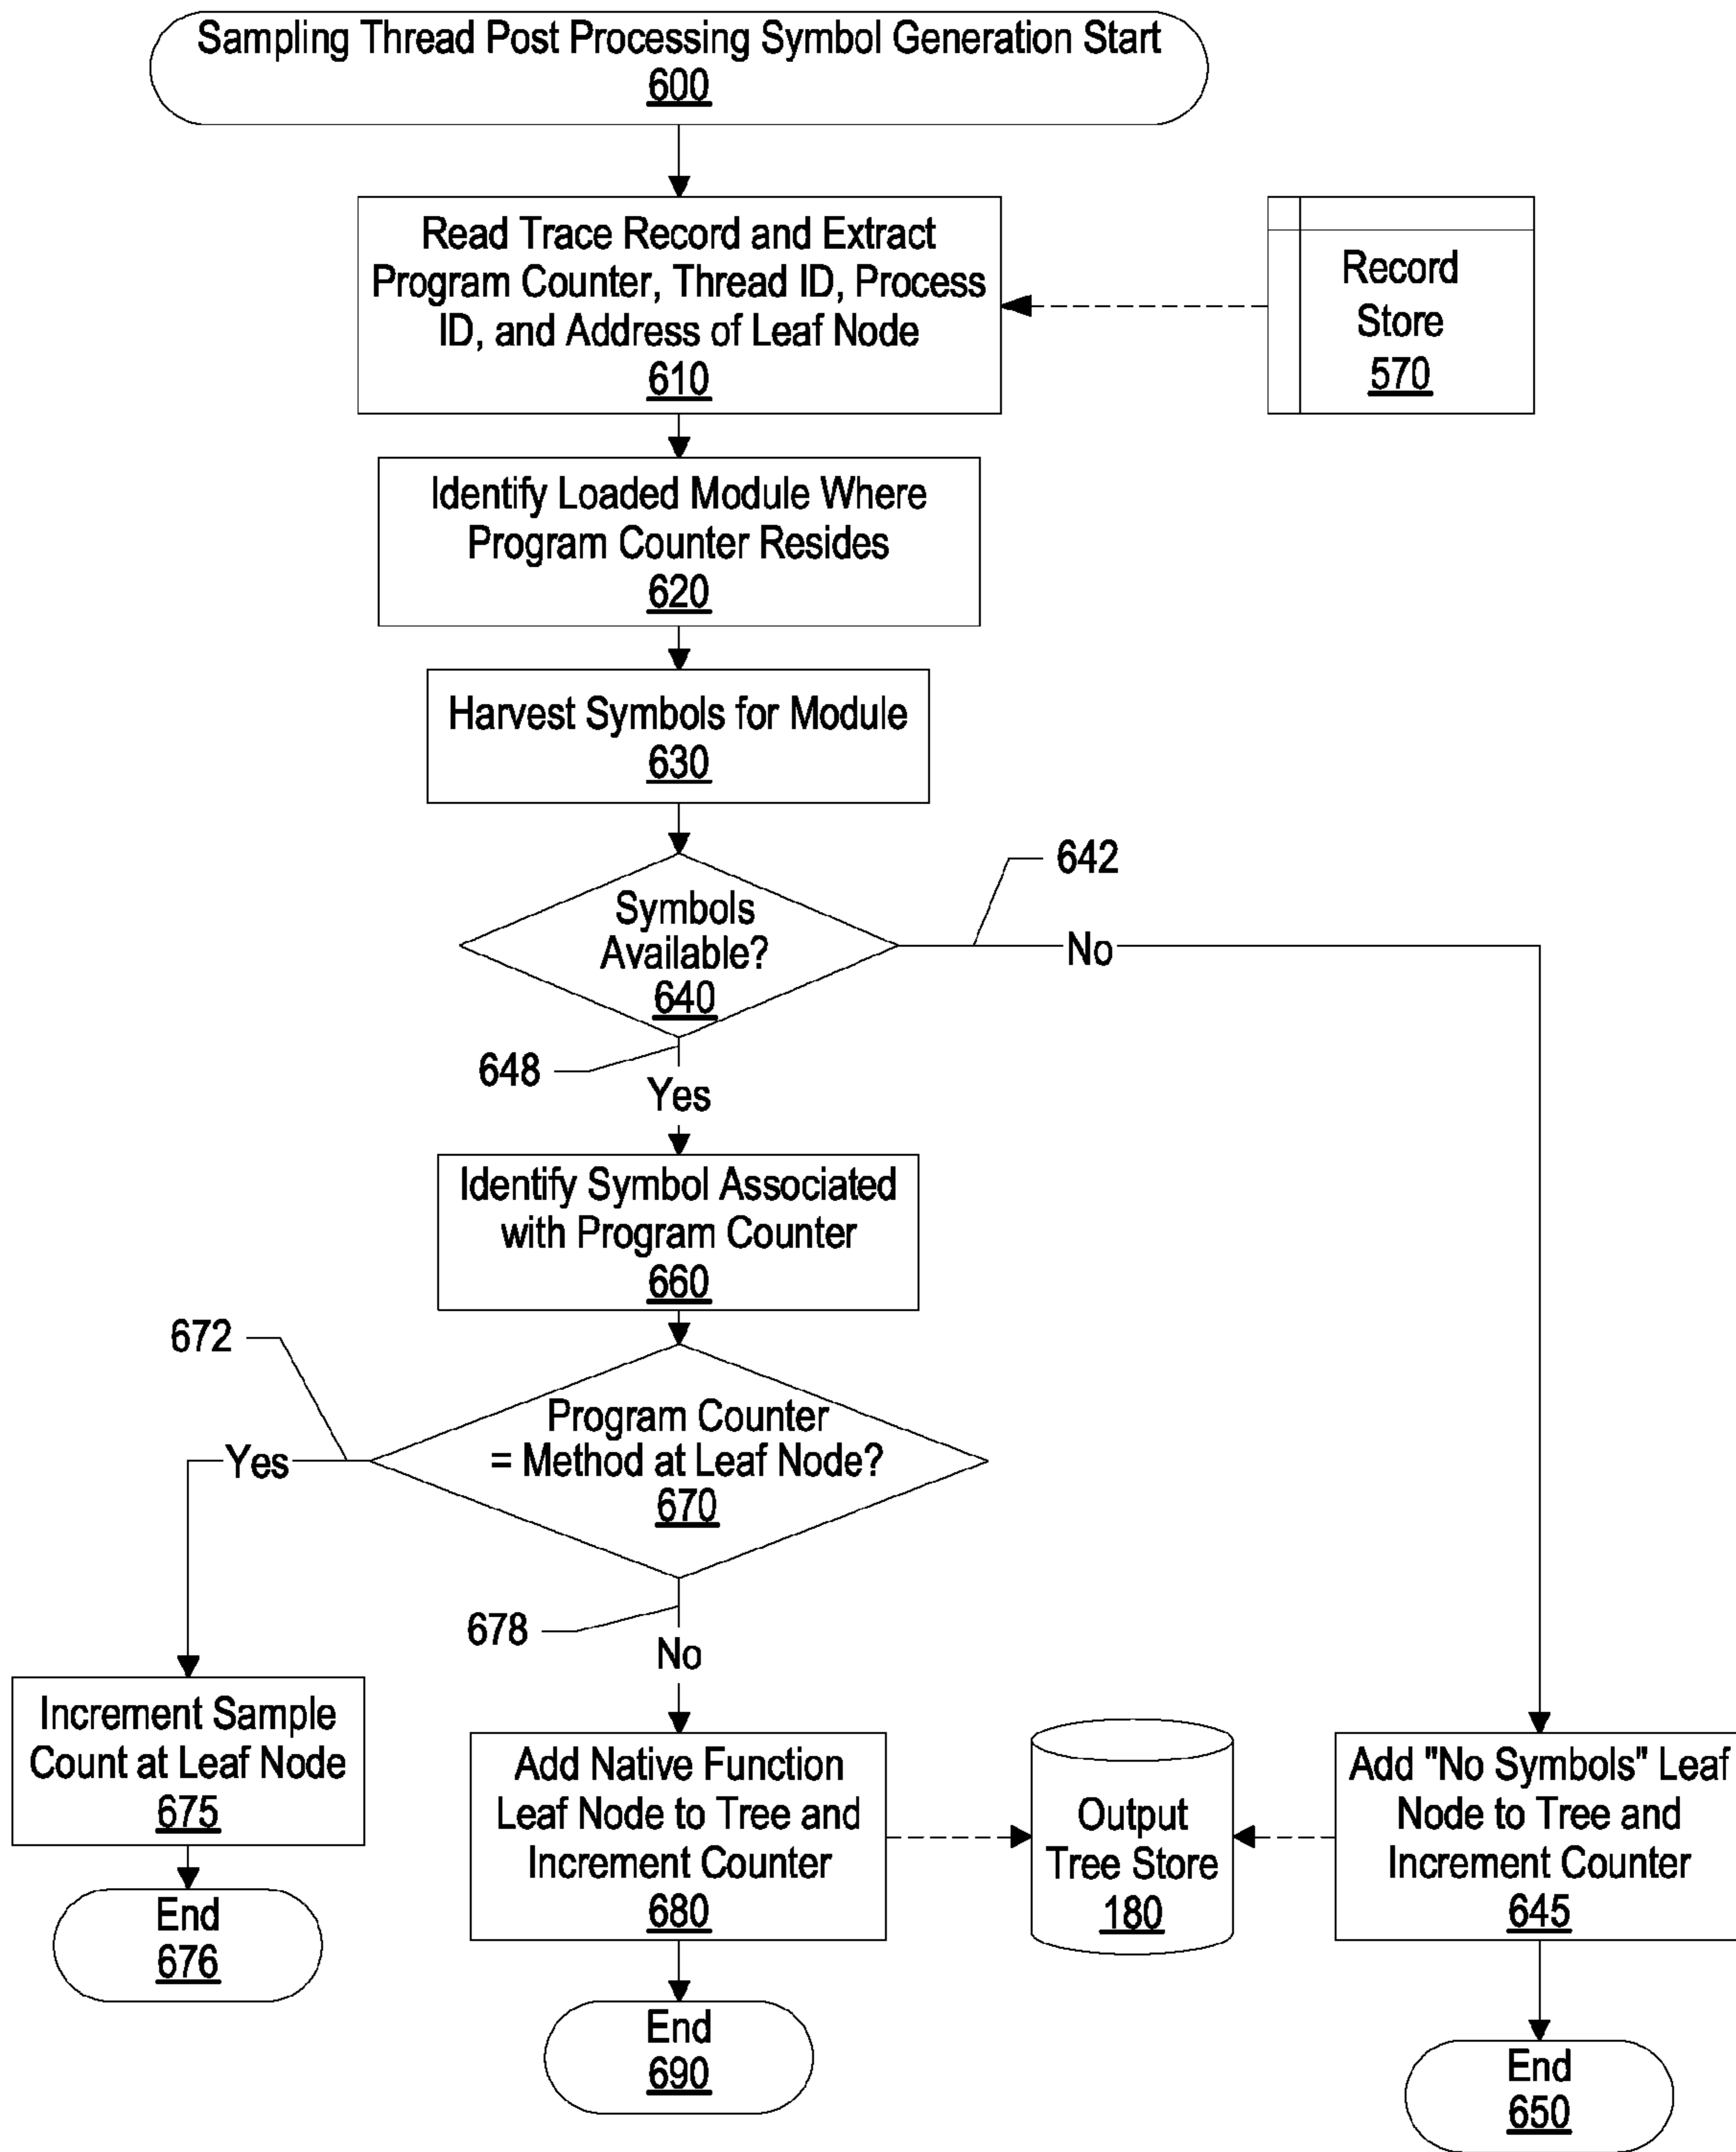 Sampling Thread Post Processing Symbol Generation Start
600
Read Trace Record and Extract
Program Counter, Thread ID, Process
ID, and Address of Leaf Node
610
Record
Store
570
Identify Loaded Module Where
Program Counter Resides
620
Harvest Symbols for Module
630
Symbols
Available?
640
642
No
648
Yes
Identify Symbol Associated
with Program Counter
660
672
Program Counter
= Method at Leaf Node?
670
Yes
678
No
Increment Sample
Count at Leaf Node
675
End
676
Add Native Function
Leaf Node to Tree and
Increment Counter
680
End
690
Output
Tree Store
180
Add "No Symbols" Leaf
Node to Tree and
Increment Counter
645
End
650